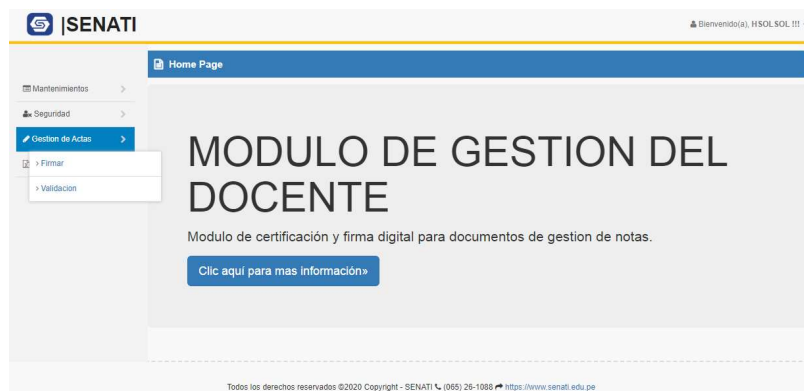 |SENATI
Bienvenido(a), HSOLSOL !!!
Home Page
Mantenimientos
Seguridad
Gestion de Actas
> Firmar
> Validacion
MODULO DE GESTION DEL
DOCENTE
Modulo de certificación y firma digital para documentos de gestion de notas.
Clic aquí para mas información»
Todos los derechos reservados ©2020 Copyright - SENATI (065) 26-1088 https://www.senati.edu.pe